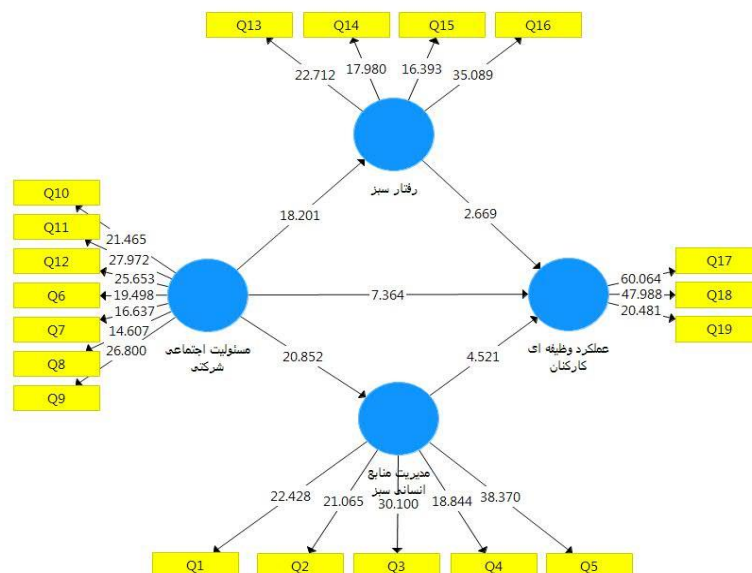 Q13
Q14
Q15
Q16
22.712
17.980
16.393
35.089
رفتار سبز
Q10
Q11
Q12
Q6
Q7
Q8
Q9
21.465
27.972
25.653
19.498
16.637
14.607
26.800
18.201
2.669
7.364
20.852
4.521
مسئولیت اجتماعی
شرکتی
Q17
Q18
Q19
60.064
47.988
20.481
عملکرد وظیفه ای
کارکنان
مدیریت منابع
انسانی سبز
22.428
21.065
30.100
18.844
38.370
Q1
Q2
Q3
Q4
Q5